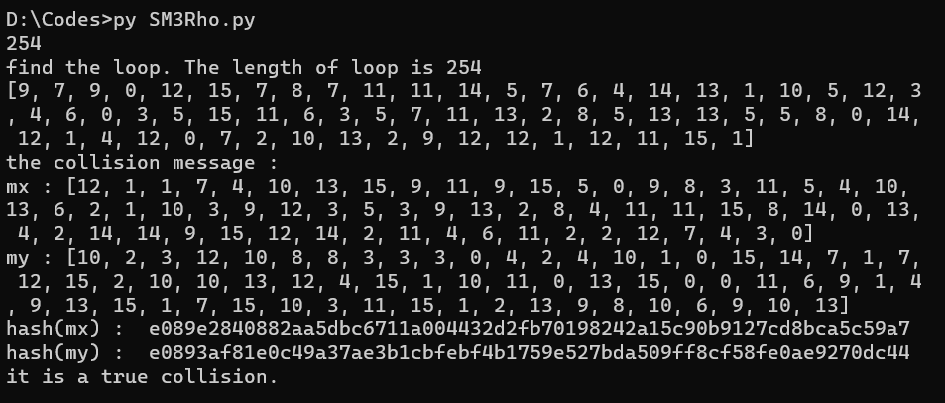 D:\Codes>py SM3Rho.py
254
find the loop. The length of loop is 254
[9, 7, 9, 0, 12, 15, 7, 8, 7, 11, 11, 14, 5, 7, 6, 4, 14, 13, 1, 10, 5, 12, 3
, 4, 6, 0, 3, 5, 15, 11, 6, 3, 5, 7, 11, 13, 2, 8, 5, 13, 13, 5, 5, 8, 0, 14,
 12, 1, 4, 12, 0, 7, 2, 10, 13, 2, 9, 12, 12, 1, 12, 11, 15, 1]
the collision message :
mx : [12, 1, 1, 7, 4, 10, 13, 15, 9, 11, 9, 15, 5, 0, 9, 8, 3, 11, 5, 4, 10,
13, 6, 2, 1, 10, 3, 9, 12, 3, 5, 3, 9, 13, 2, 8, 4, 11, 11, 15, 8, 14, 0, 13,
 4, 2, 14, 14, 9, 15, 12, 14, 2, 11, 4, 6, 11, 2, 2, 12, 7, 4, 3, 0]
my : [10, 2, 3, 12, 10, 8, 8, 3, 3, 3, 0, 4, 2, 4, 10, 1, 0, 15, 14, 7, 1, 7,
 12, 15, 2, 10, 10, 13, 12, 4, 15, 1, 10, 11, 0, 13, 15, 0, 0, 11, 6, 9, 1, 4
, 9, 13, 15, 1, 7, 15, 10, 3, 11, 15, 1, 2, 13, 9, 8, 10, 6, 9, 10, 13]
hash(mx) :  e089e2840882aa5dbc6711a004432d2fb70198242a15c90b9127cd8bca5c59a7
hash(my) :  e0893af81e0c49a37ae3b1cbfebf4b1759e527bda509ff8cf58fe0ae9270dc44
it is a true collision.